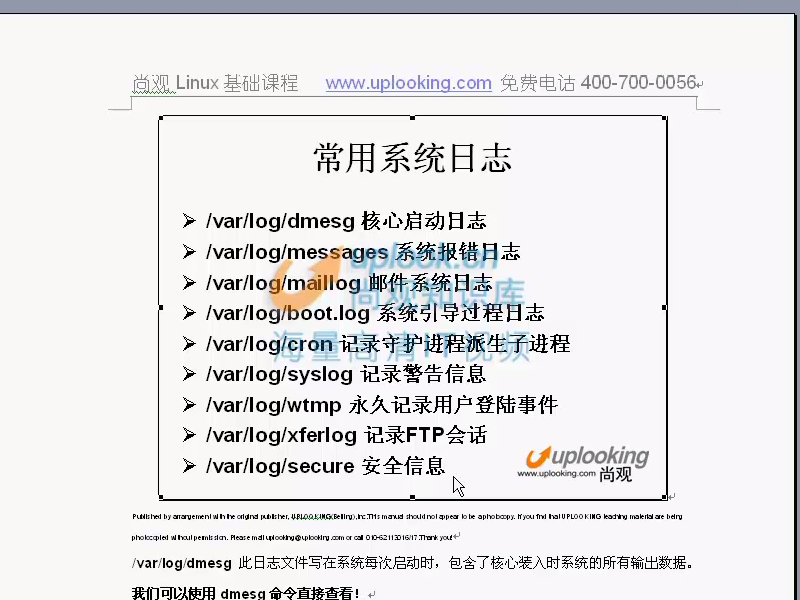 尚观 Linux 基础课程 www.uplooking.com 免费电话 400-700-0056
常用系统日志
/var/log/dmesg 核心启动日志
/var/log/messages 系统报错日志
/var/log/maillog 邮件系统日志
/var/log/boot.log 系统引导过程日志
/var/log/cron 记录守护进程派生子进程
/var/log/syslog 记录警告信息
/var/log/wtmp 永久记录用户登陆事件
/var/log/xferlog 记录FTP会话
/var/log/secure 安全信息
uplook.cn
尚观知识库
海量高清IT视频
uplooking
www.uplooking.com 尚观
Published by arrangement with the original publisher, UPLOOKING(Beijing),inc.THis manual should not appear to be a photocopy. If you find that UPLOOKING teaching material are being
photocopied without permission. Please mail uplooking@uplooking.com or call 010-62113016/17.Thank you!
/var/log/dmesg 此日志文件写在系统每次启动时，包含了核心装入时系统的所有输出数据。
我们可以使用 dmesg 命令直接查看！